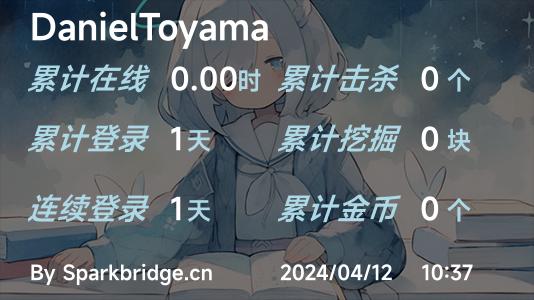 DanielToyama
累计在线 0.00时 累计击杀 0 个
累计登录 1天 累计挖掘 0 块
连续登录 1天 累计金币 0 个
By Sparkbridge.cn 2024/04/12 10:37